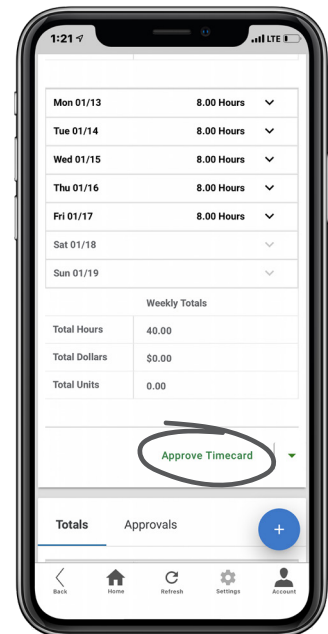 1:21 LTE
Mon 01/13 8.00 Hours
Tue 01/14 8.00 Hours
Wed 01/15 8.00 Hours
Thu 01/16 8.00 Hours
Fri 01/17 8.00 Hours
Sat 01/18
Sun 01/19
Weekly Totals
Total Hours 40.00
Total Dollars $0.00
Total Units 0.00
Approve Timecard
Totals Approvals
+
Back Home Refresh Settings Account